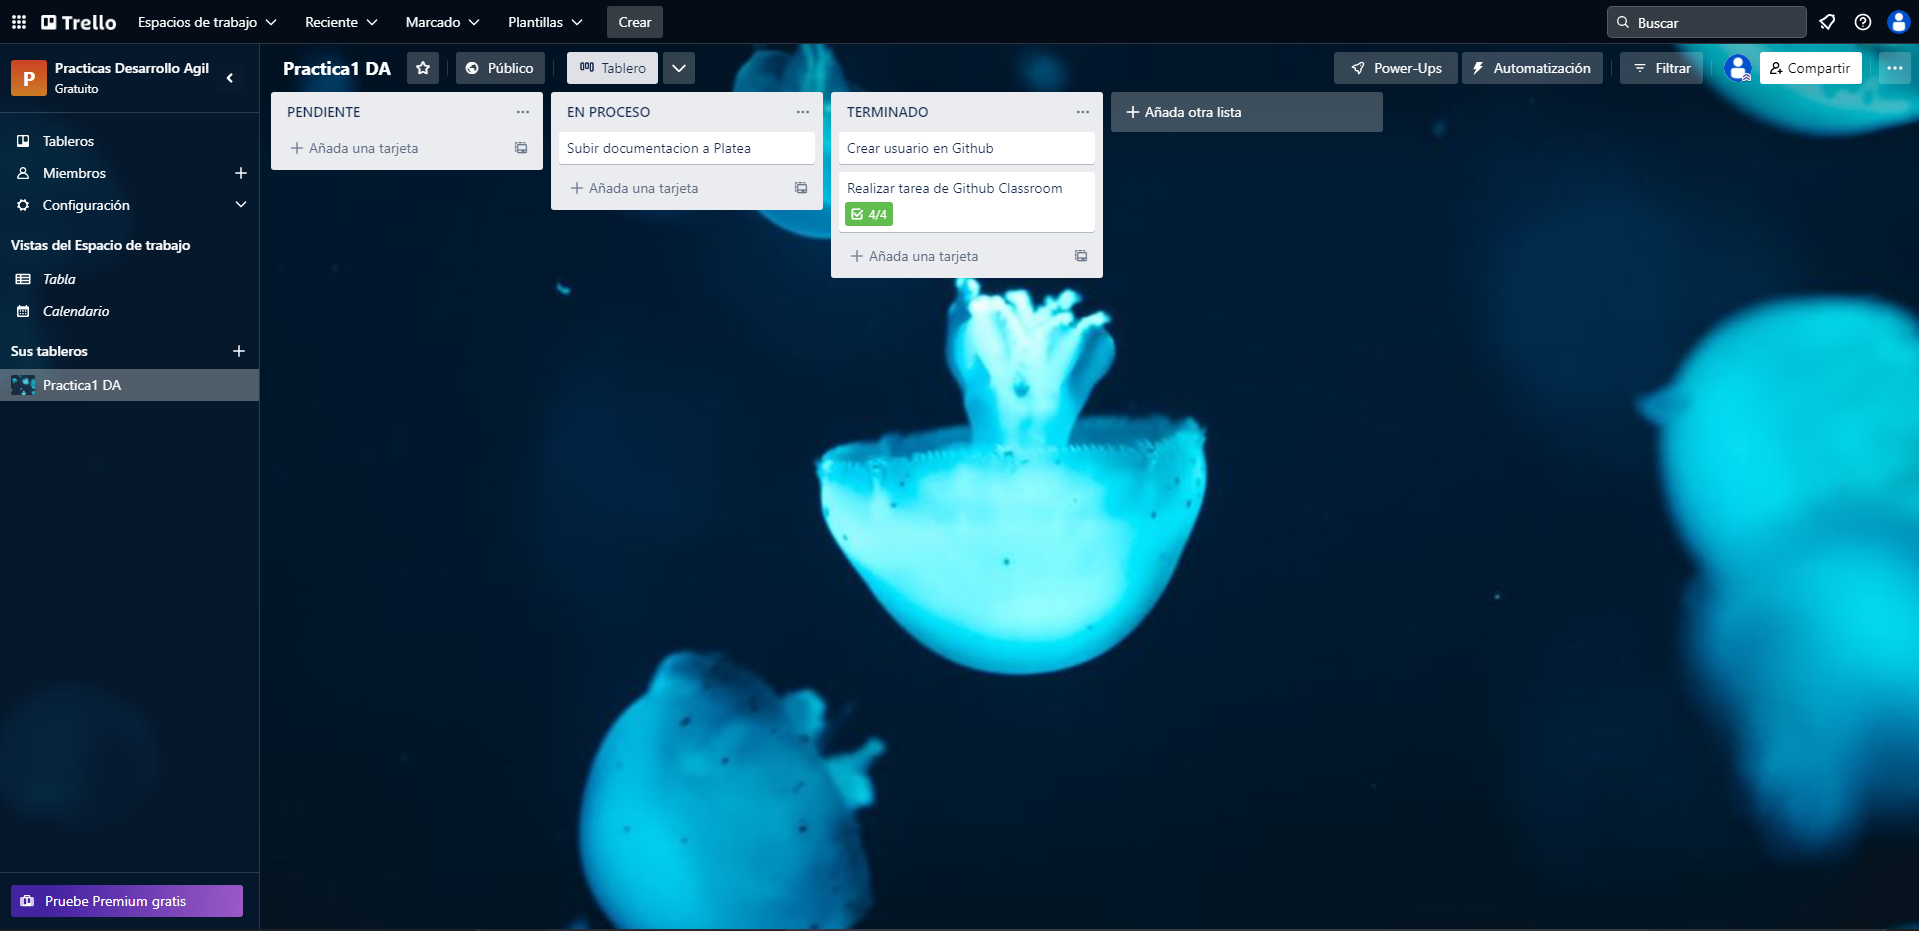 Trello
Espacios de trabajo
Reciente
Marcado
Plantillas
Crear
Buscar
P
Practicas Desarrollo Agil
Gratuito
Practica1 DA
Público
Tablero
Power-Ups
Automatización
Filtrar
Compartir
Tableros
Miembros
Configuración
Vistas del Espacio de trabajo
Tabla
Calendario
Sus tableros
Practica1 DA
Pruebe Premium gratis
PENDIENTE
Añada una tarjeta
EN PROCESO
Subir documentacion a Platea
Añada una tarjeta
TERMINADO
Crear usuario en Github
Realizar tarea de Github Classroom
4/4
Añada una tarjeta
Añada otra lista